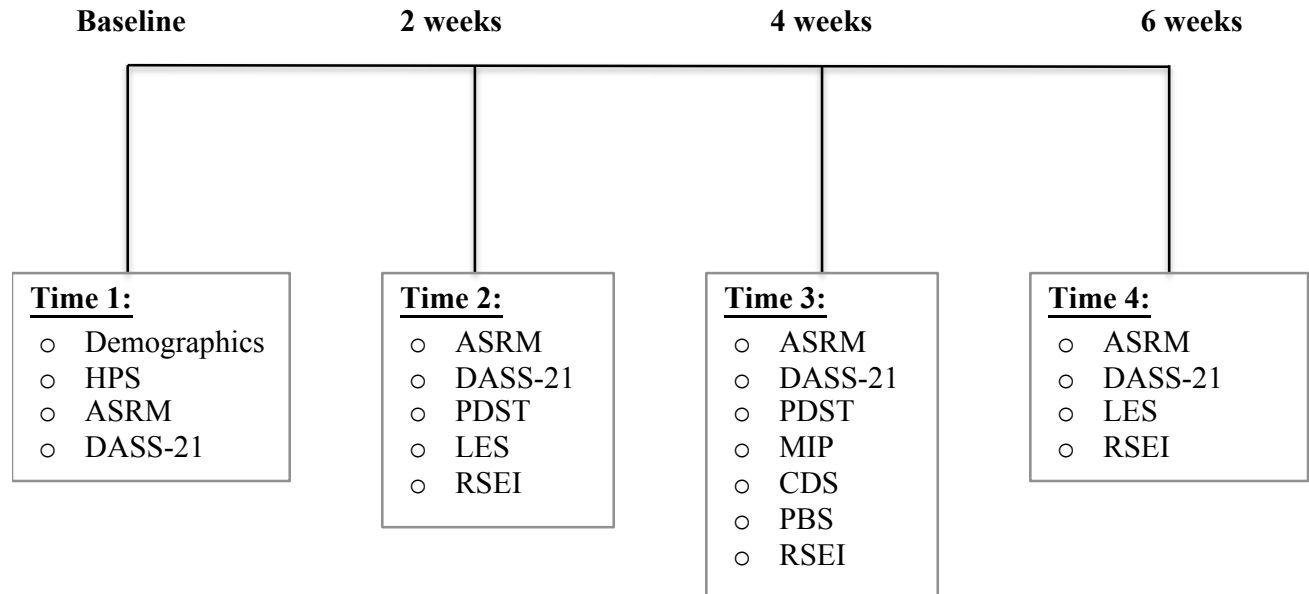 Baseline 2 weeks 4 weeks 6 weeks
Time 1:
o Demographics
o HPS
o ASRM
o DASS-21
Time 2:
o ASRM
o DASS-21
o PDST
o LES
o RSEI
Time 3:
o ASRM
o DASS-21
o PDST
o MIP
o CDS
o PBS
o RSEI
Time 4:
o ASRM
o DASS-21
o LES
o RSEI